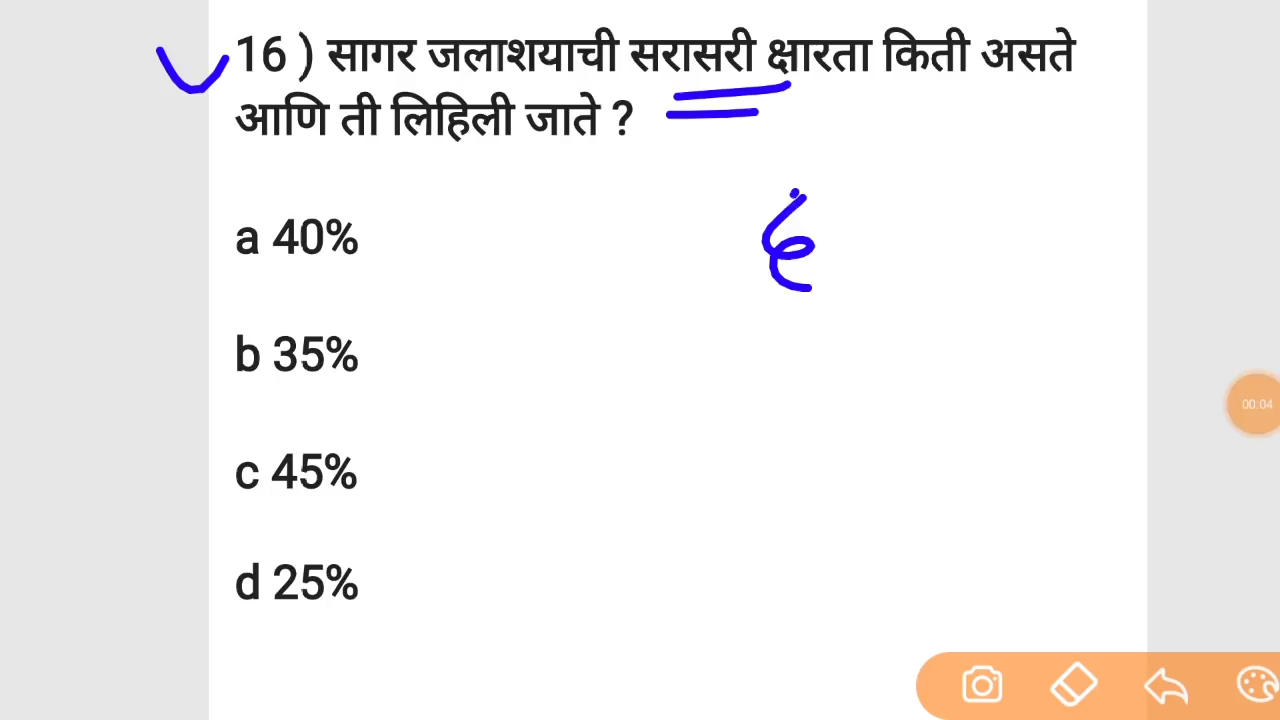 16 ) सागर जलाशयाची सरासरी क्षारता किती असते
आणि ती लिहिली जाते ?
a 40%
b 35%
c 45%
d 25%
00:04